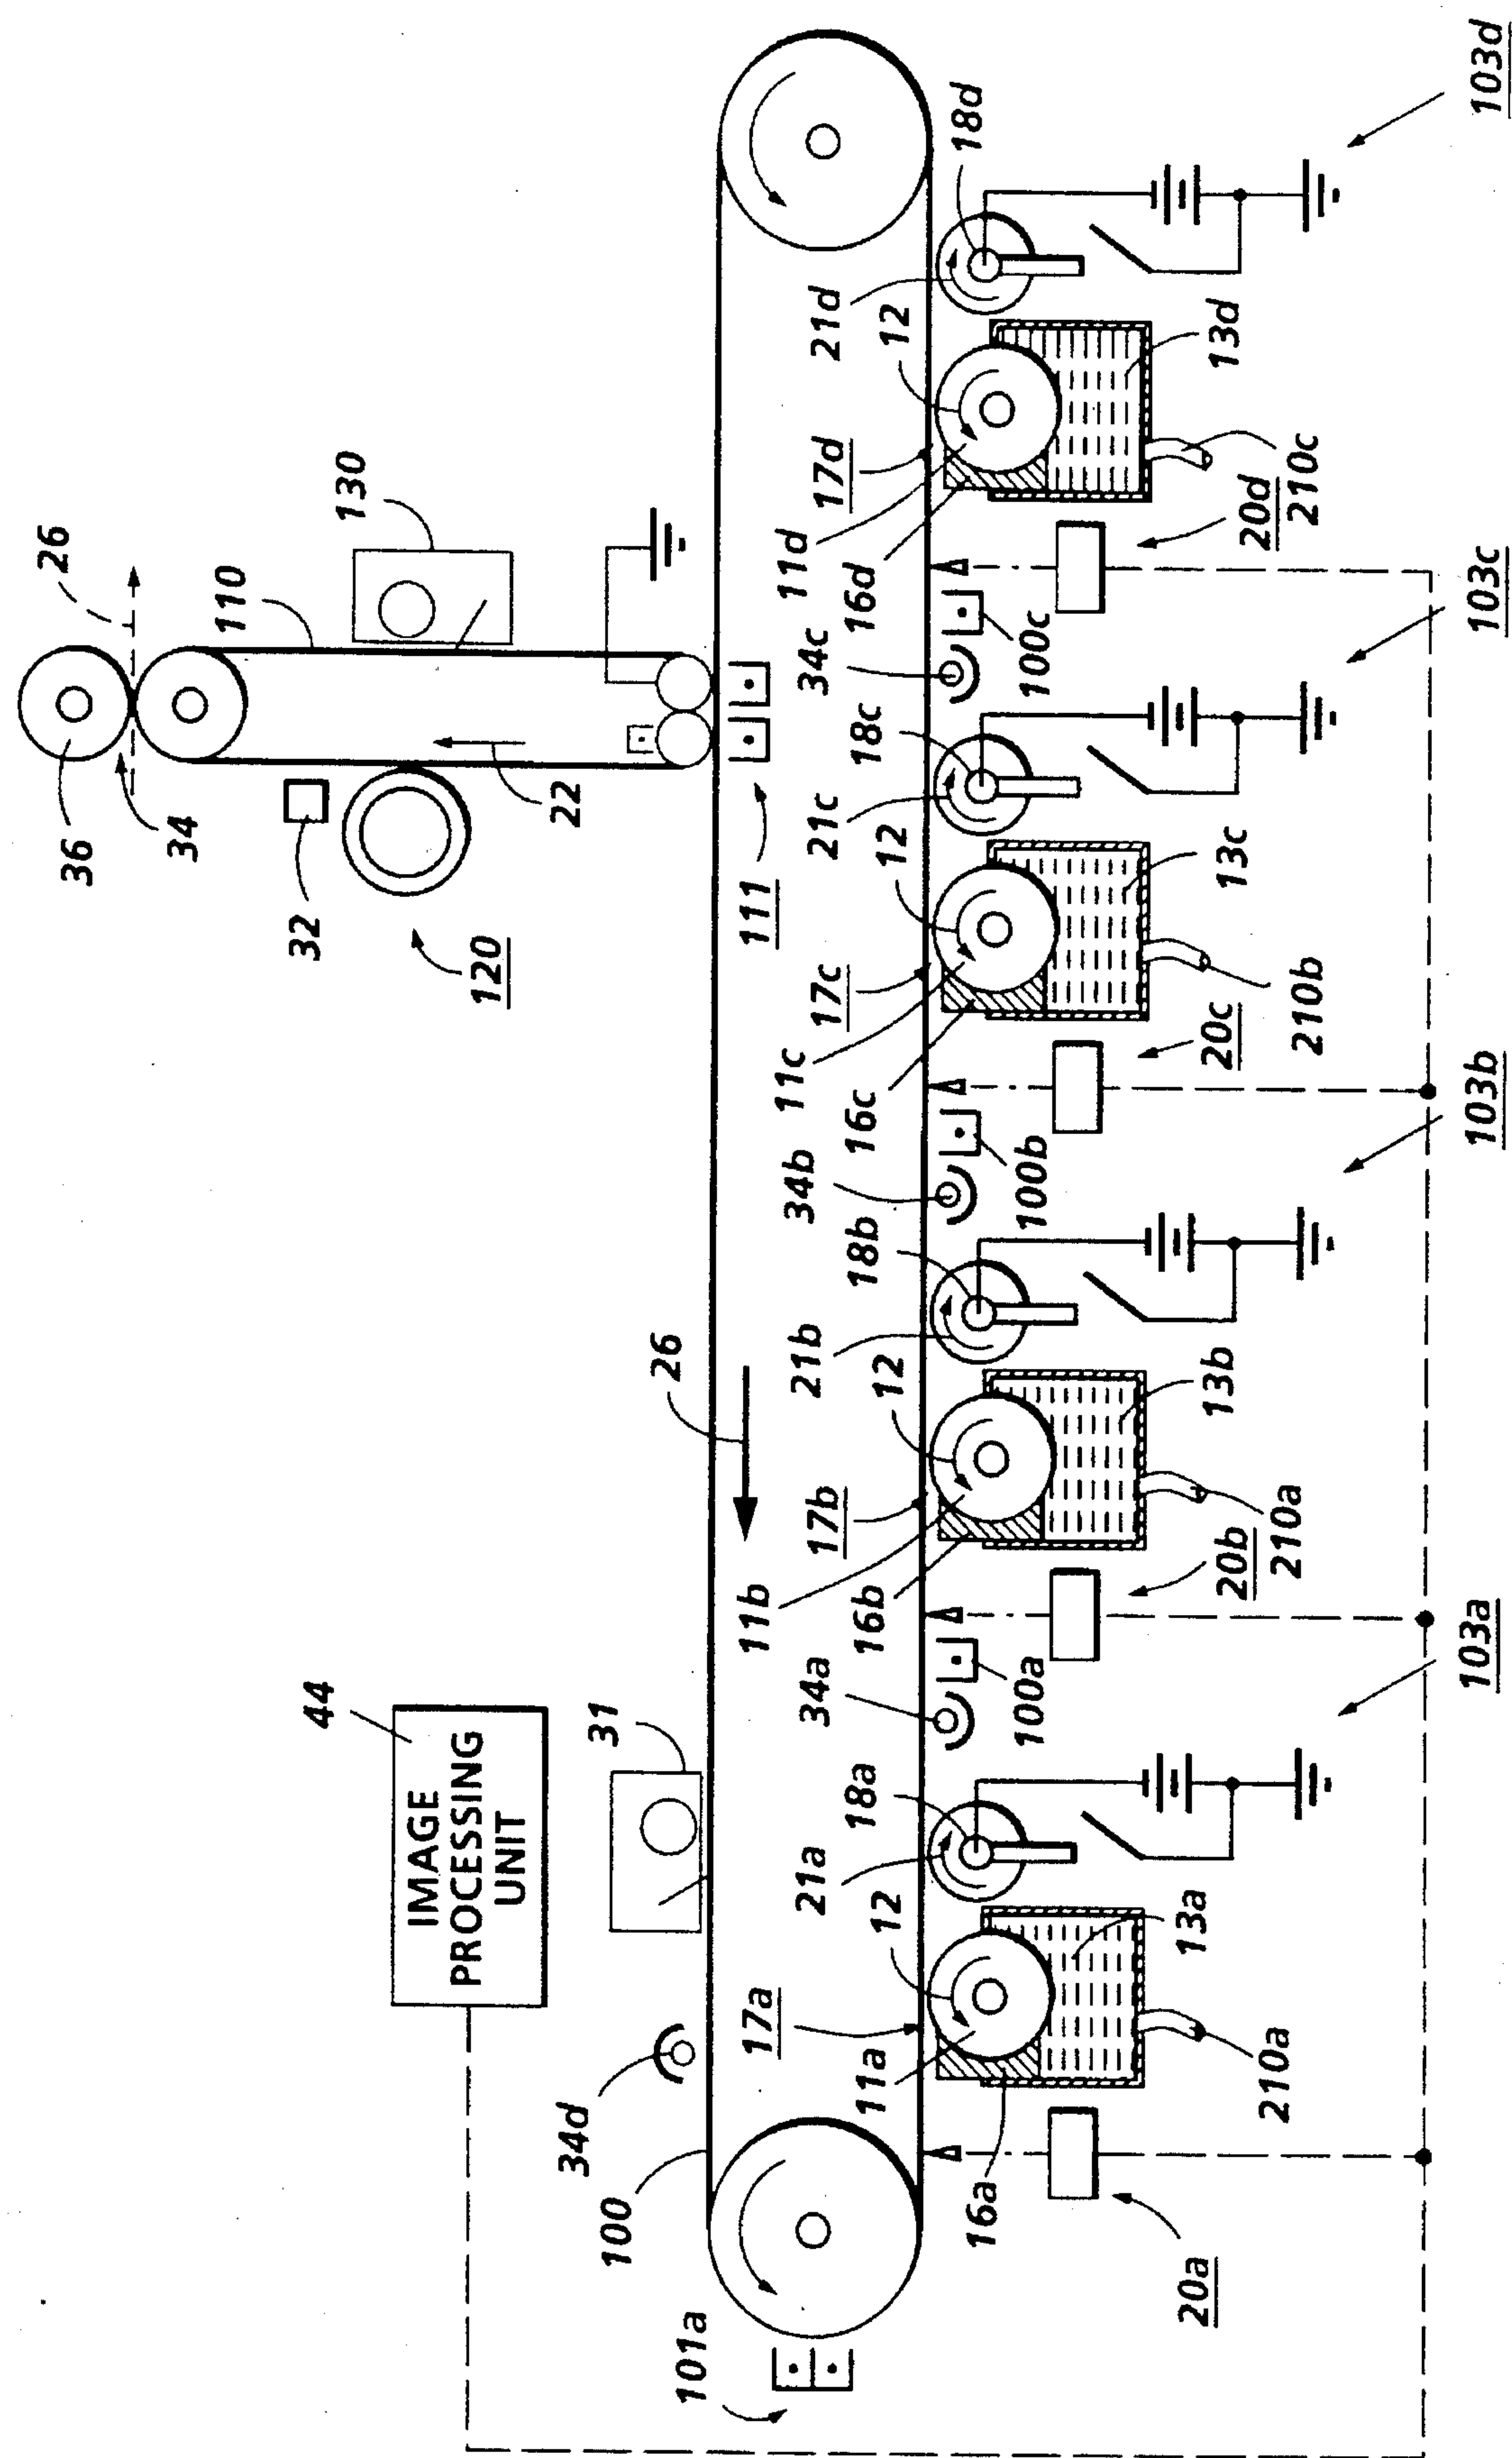 36
26
34
110
130
32
120
22
111
44
IMAGE
PROCESSING
UNIT
31
26
34d
100
101a
17a
11a
16a
12
21a
18a
34a
100a
11b
17b
16b
12
21b
18b
34b
100b
11c
17c
16c
12
21c
18c
34c
100c
11d
17d
16d
12
21d
18d
20a
210a
13a
20b
210a
13b
20c
210b
13c
20d
210c
13d
103a
103b
103c
103d